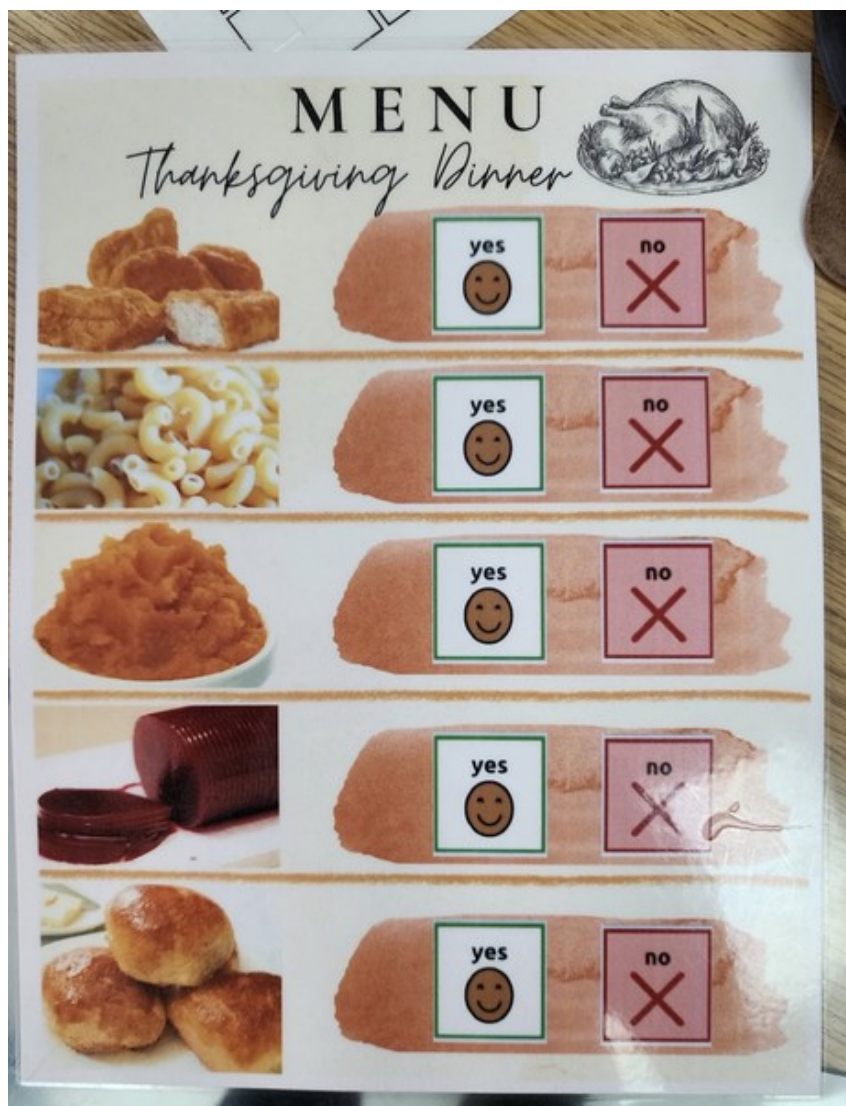 MENU
Thanksgiving Dinner
yes no
yes no
yes no
yes no
yes no